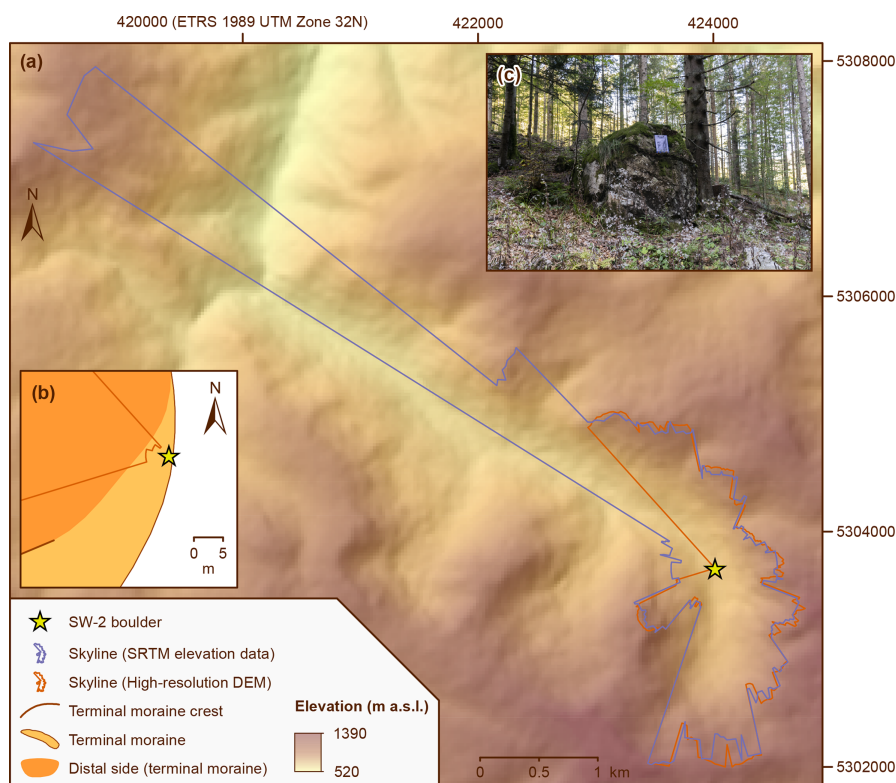 420000 (ETRS 1989 UTM Zone 32N)
422000
424000
(a)
(c)
5308000
N
5306000
(b)
N
0 5
m
5304000
SW-2 boulder
Skyline (SRTM elevation data)
Skyline (High-resolution DEM)
Terminal moraine crest
Terminal moraine
Distal side (terminal moraine)
Elevation (m a.s.l.)
1390
520
0 0.5 1 km
5302000